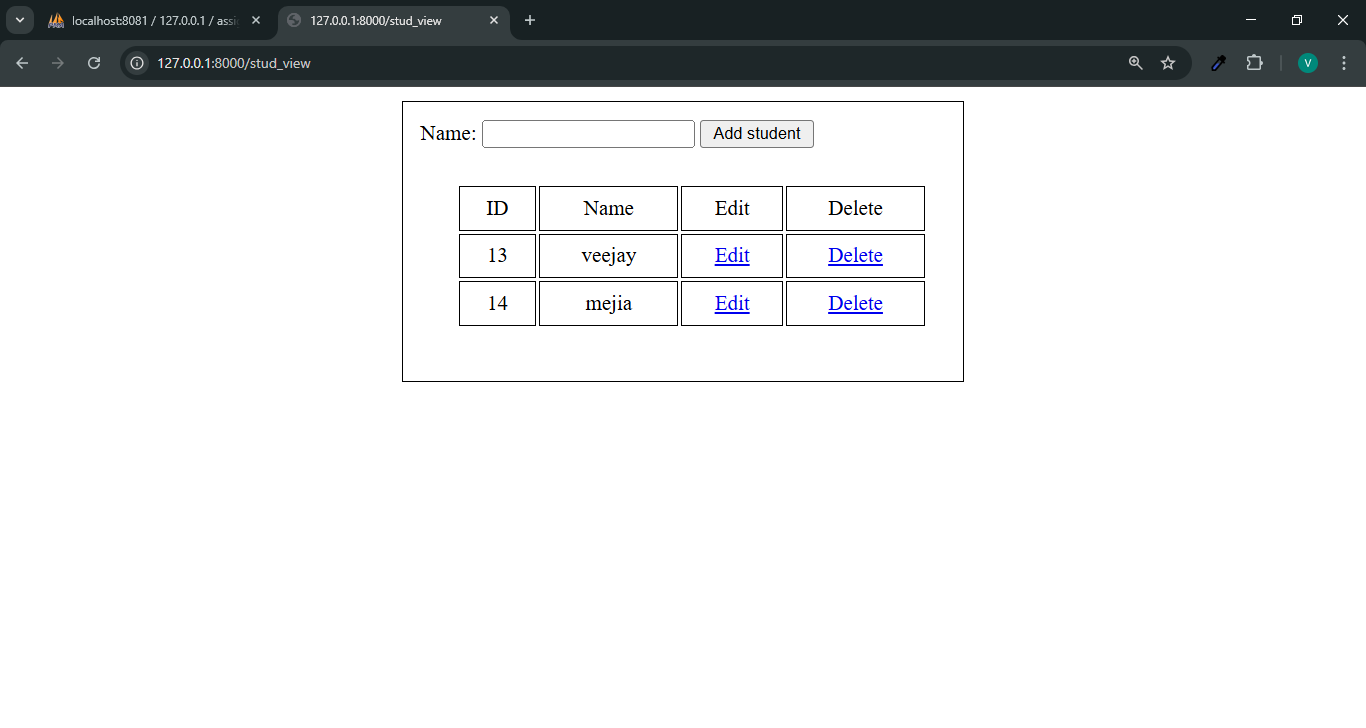 localhost:8081 / 127.0.0.1 / assi
127.0.0.1:8000/stud_view
127.0.0.1:8000/stud_view
V
Name: Add student
ID Name Edit Delete
13 veejay Edit Delete
14 mejia Edit Delete